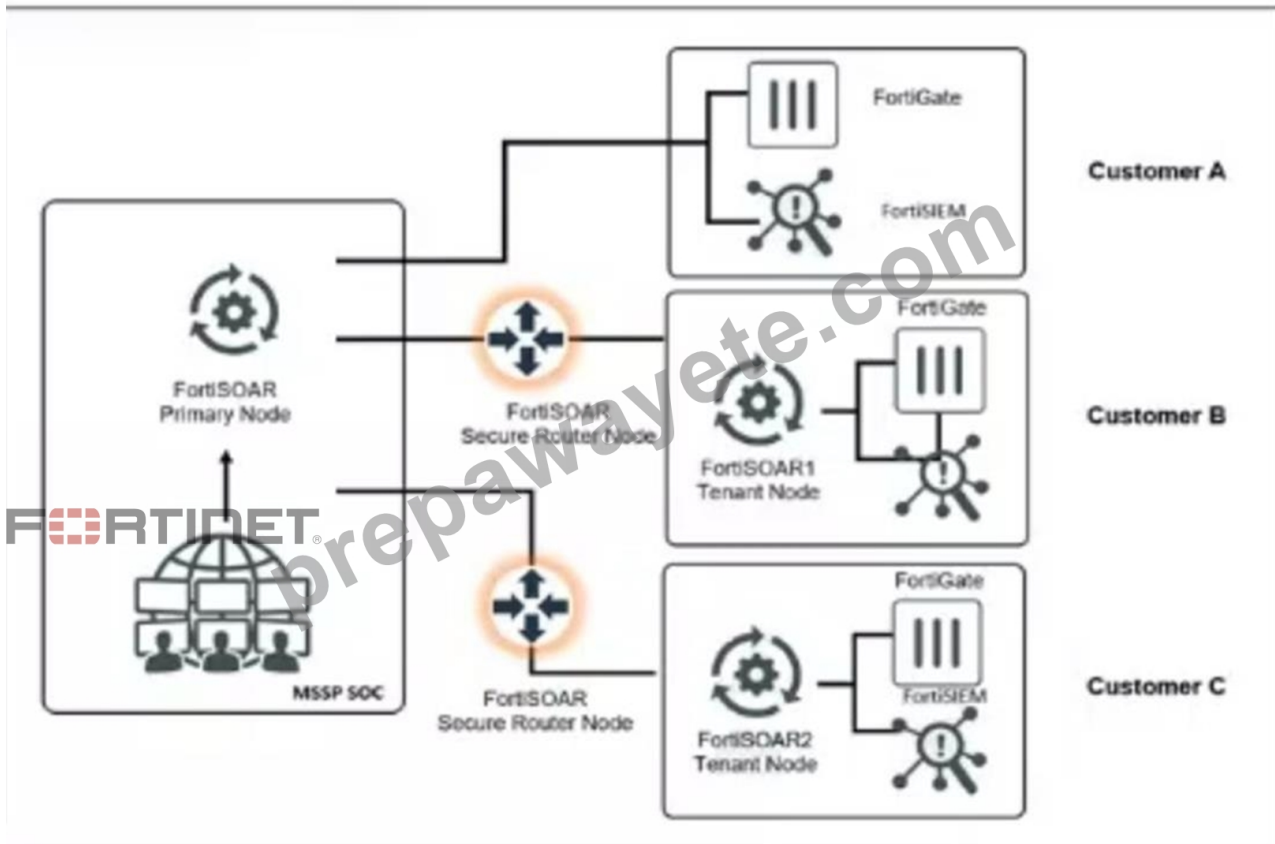 FortiGate
FortiSIEM
Customer A
FortiSOAR
Primary Node
FortiSOAR
Secure Router Node
FortiGate
FortiSOAR1
Tenant Node
Customer B
FORTINET®
MSSP SOC
FortiSOAR
Secure Router Node
FortiGate
FortiSIEM
FortiSOAR2
Tenant Node
Customer C
prepawayete.com